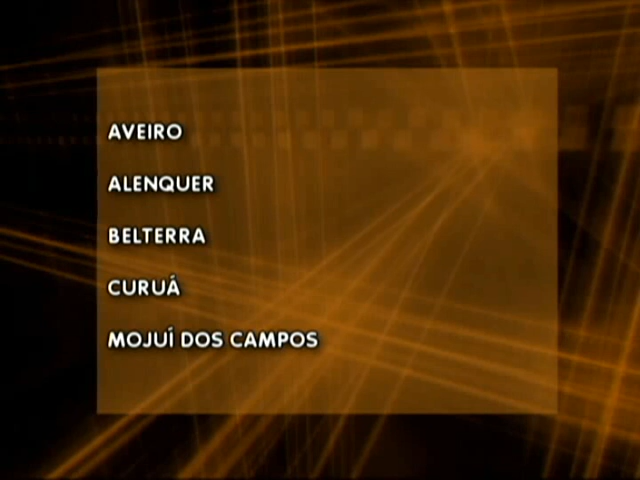 AVEIRO
ALENQUER
BELTERRA
CURUÁ
MOJUÍ DOS CAMPOS